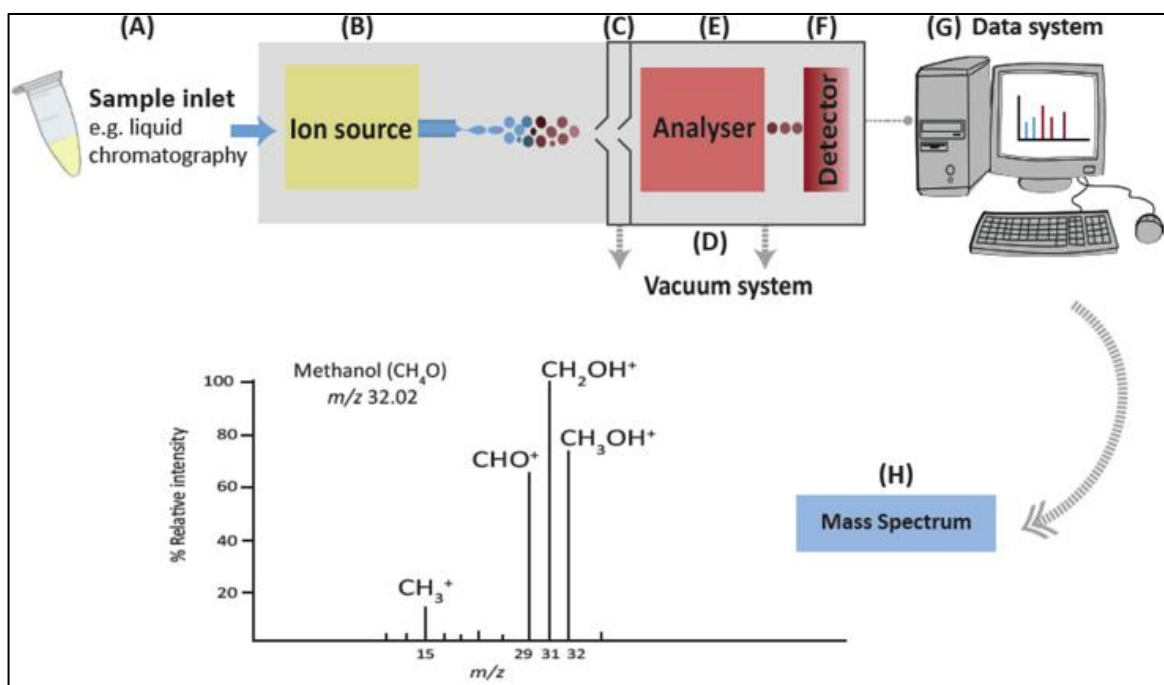 (A) (B) (C) (E) (F) (G) Data system
Sample inlet
e.g. liquid
chromatography
Ion source
Analyser
Detector
(D)
Vacuum system
Methanol (CH₄O)
m/z 32.02
CH₂OH⁺
CH₃OH⁺
CHO⁺
CH₃⁺
% Relative intensity
100
80
60
40
20
15 29 31 32
m/z
(H)
Mass Spectrum